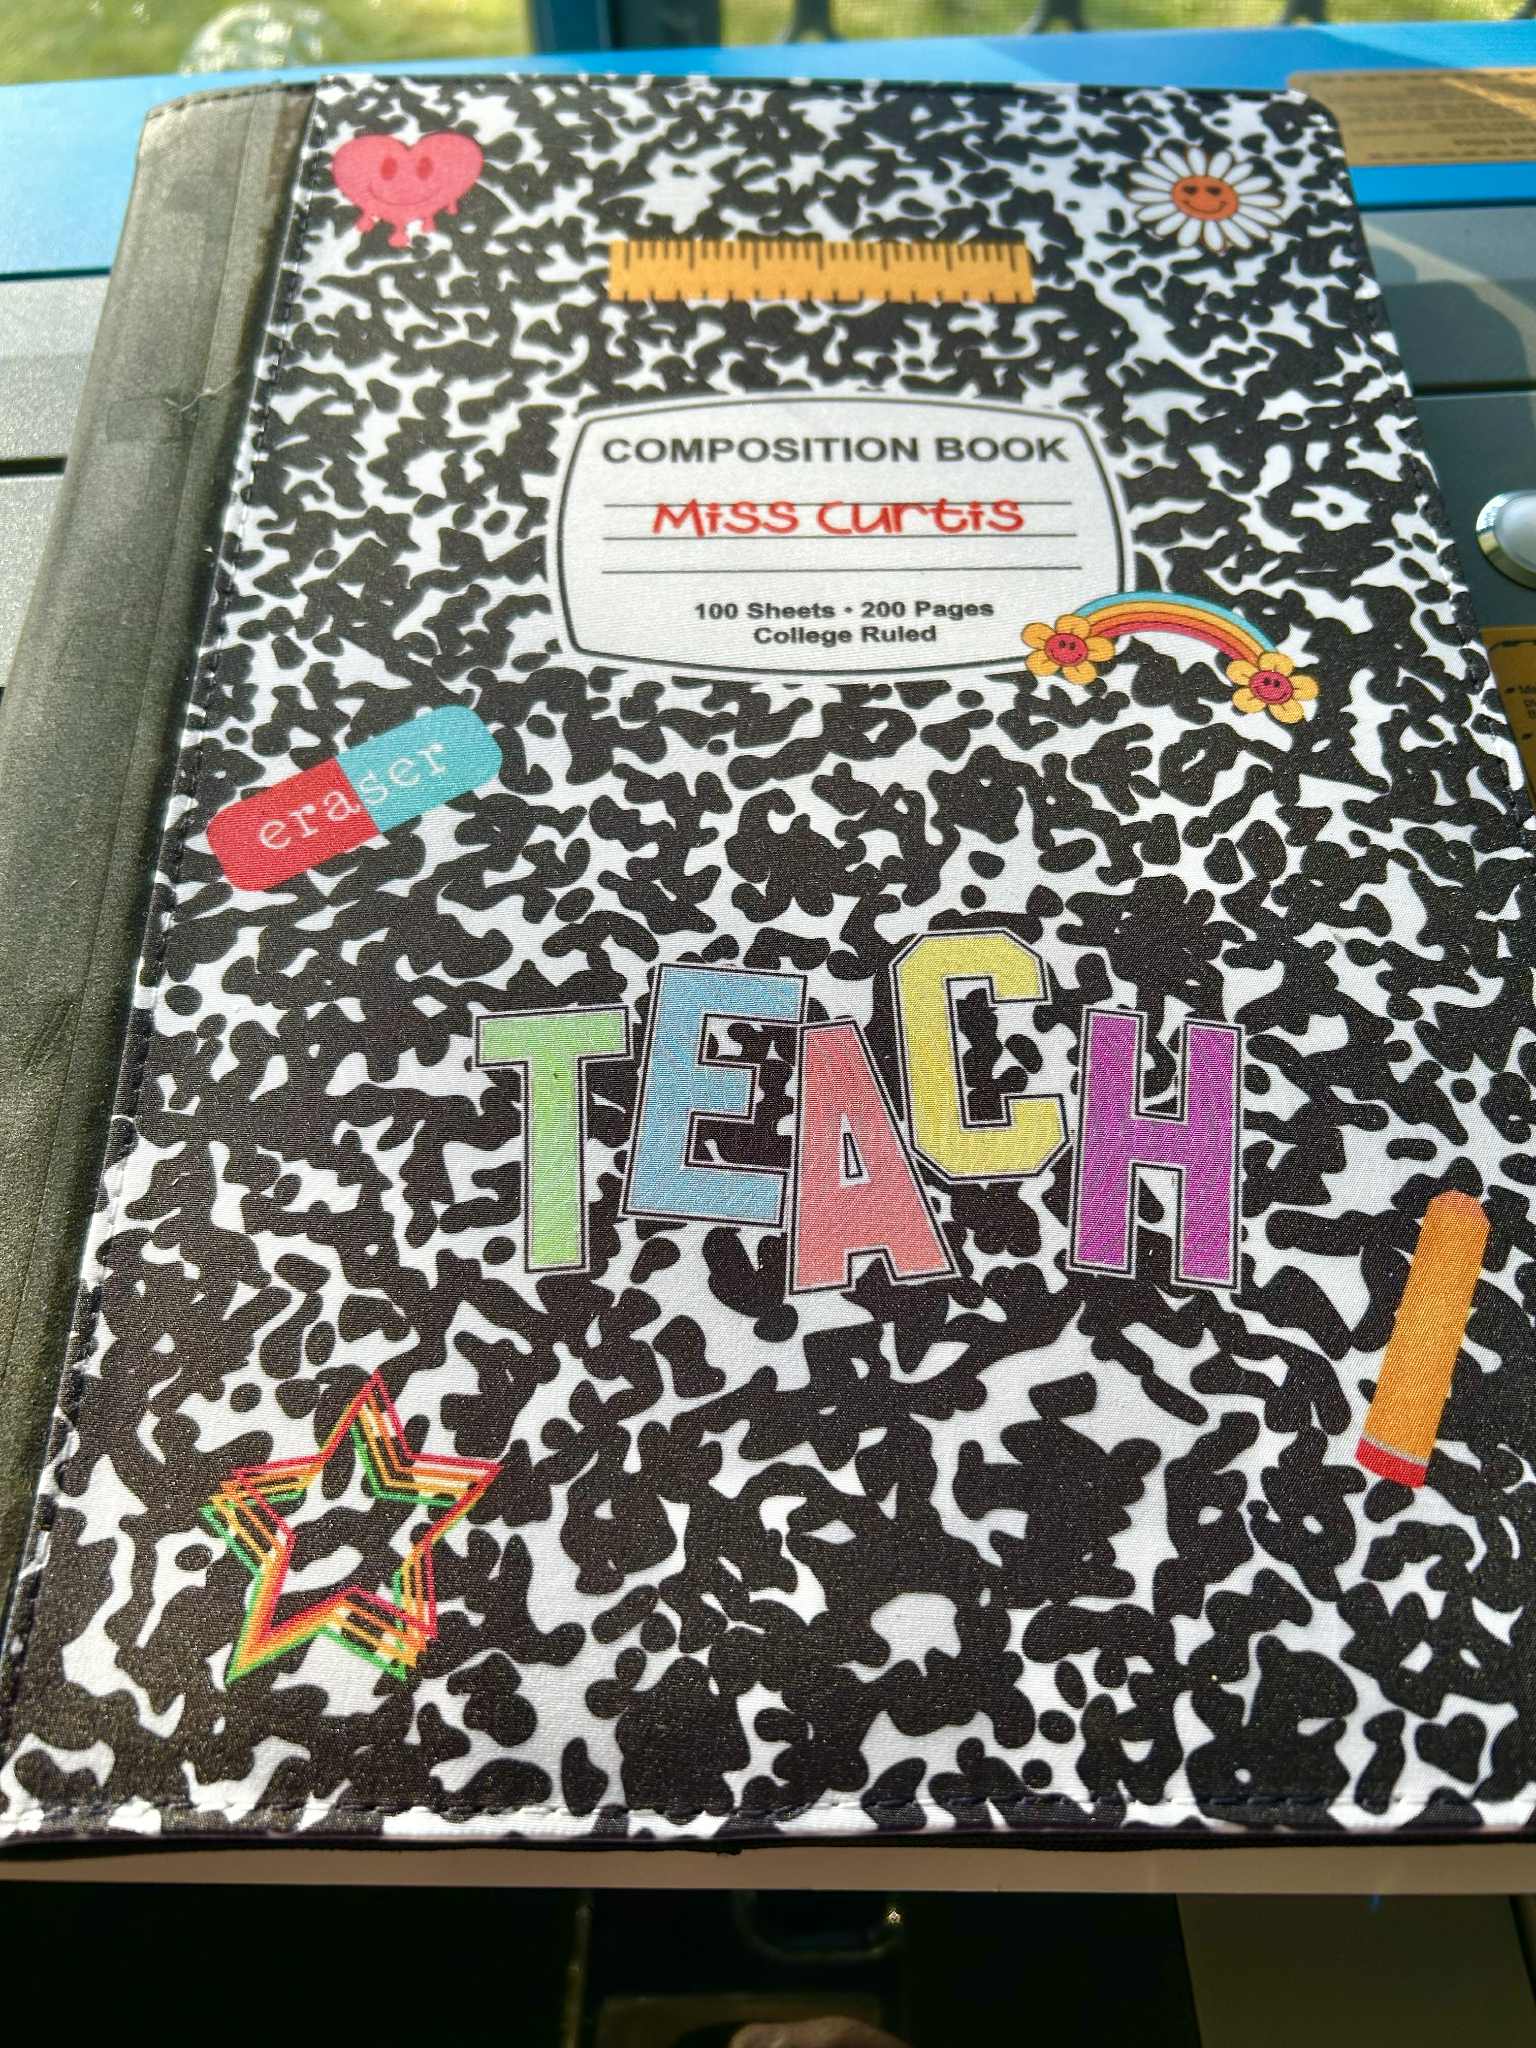 COMPOSITION BOOK
Miss Curtis
100 Sheets • 200 Pages
College Ruled
eraser
TEACH